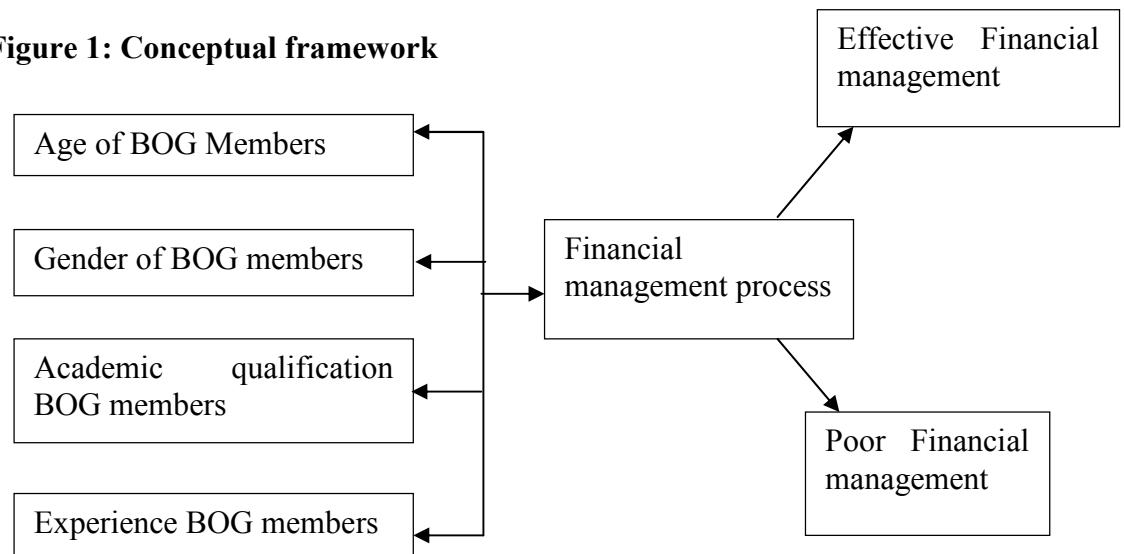 Figure 1: Conceptual framework
Effective Financial
management
Age of BOG Members
Gender of BOG members
Financial
management process
Academic qualification
BOG members
Poor Financial
management
Experience BOG members